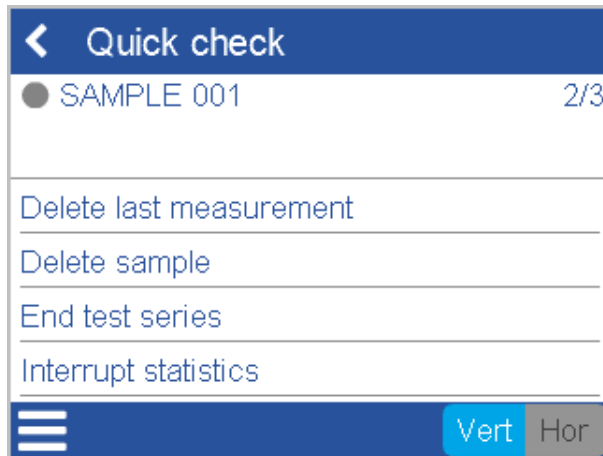 Quick check
SAMPLE 001 2/3
Delete last measurement
Delete sample
End test series
Interrupt statistics
Vert Hor